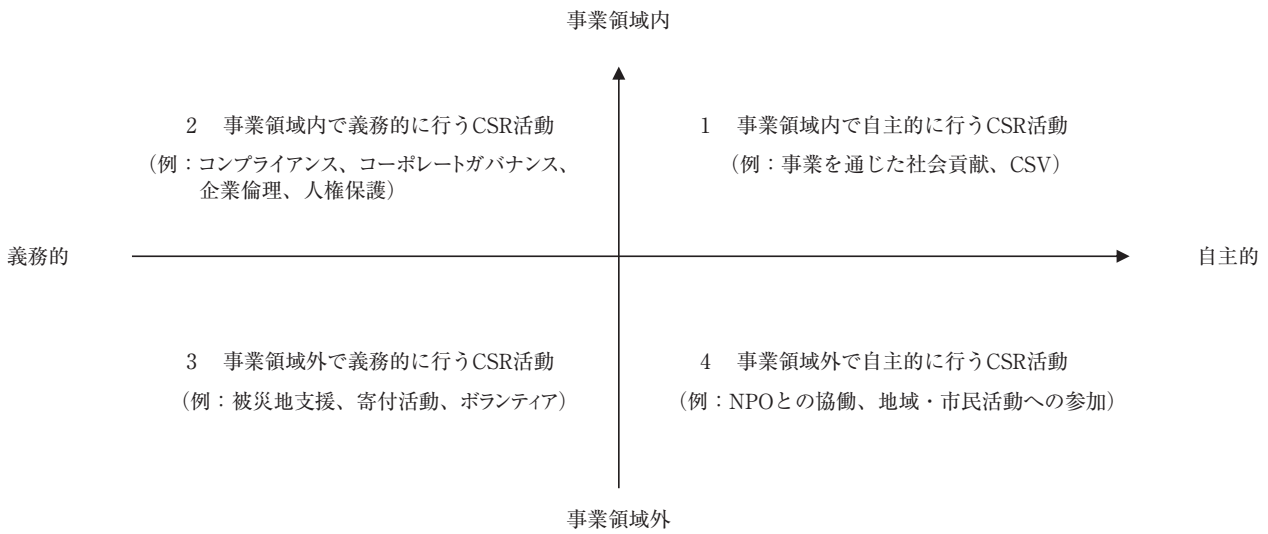 事業領域内
2　事業領域内で義務的に行うCSR活動
（例：コンプライアンス、コーポレートガバナンス、
企業倫理、人権保護）
1　事業領域内で自主的に行うCSR活動
（例：事業を通じた社会貢献、CSV）
義務的
自主的
3　事業領域外で義務的に行うCSR活動
（例：被災地支援、寄付活動、ボランティア）
4　事業領域外で自主的に行うCSR活動
（例：NPOとの協働、地域・市民活動への参加）
事業領域外